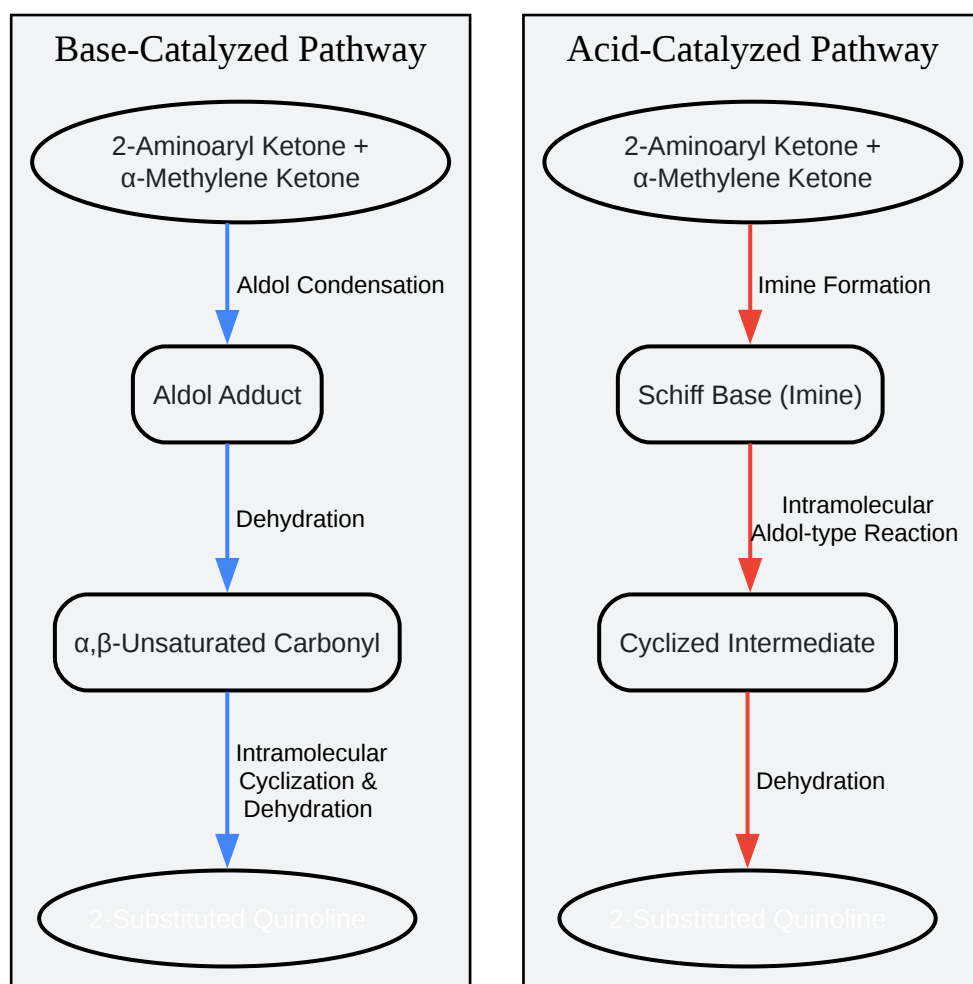 Base-Catalyzed Pathway
2-Aminoaryl Ketone +
α-Methylene Ketone
Aldol Condensation
Aldol Adduct
Dehydration
α,β-Unsaturated Carbonyl
Intramolecular
Cyclization &
Dehydration
2-Substituted Quinoline
Acid-Catalyzed Pathway
2-Aminoaryl Ketone +
α-Methylene Ketone
Imine Formation
Schiff Base (Imine)
Intramolecular
Aldol-type Reaction
Cyclized Intermediate
Dehydration
2-Substituted Quinoline